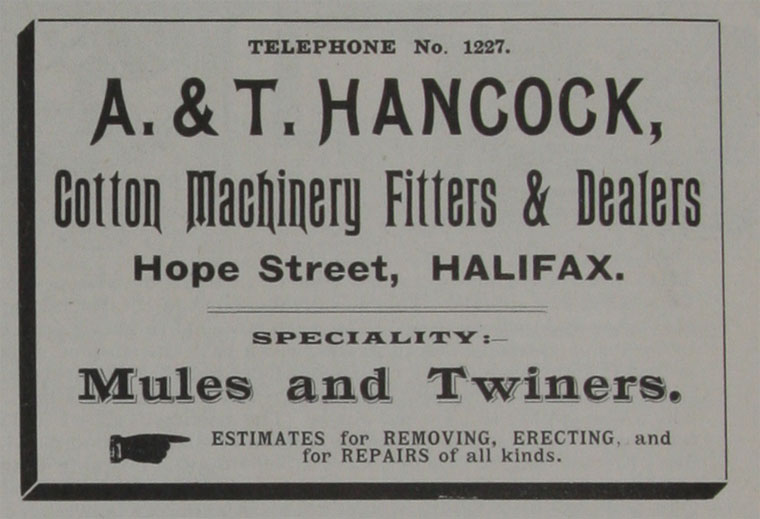 TELEPHONE No. 1227.
A. & T. HANCOCK,
Cotton Machinery Fitters & Dealers
Hope Street, HALIFAX.
SPECIALITY:—
Mules and Twiners.
ESTIMATES for REMOVING, ERECTING, and
for REPAIRS of all kinds.